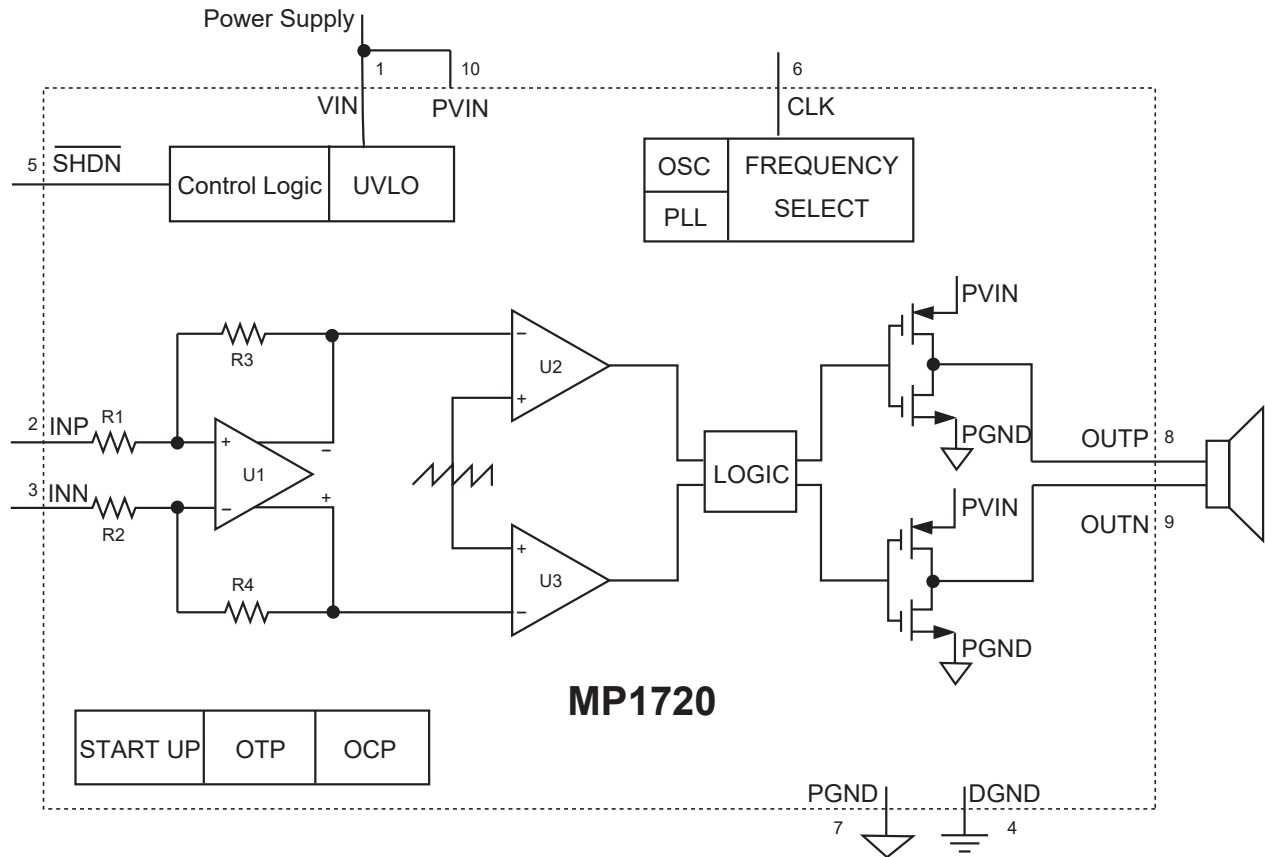 Power Supply
1
10
6
VIN
PVIN
CLK
5
SHDN
Control Logic
UVLO
OSC
PLL
FREQUENCY
SELECT
PVIN
R3
−
U2
+
PGND
2
INP
R1
+
−
U1
3
INN
R2
−
+
LOGIC
OUTP
8
OUTN
9
PVIN
+
U3
−
R4
PGND
MP1720
START UP
OTP
OCP
PGND
7
DGND
4